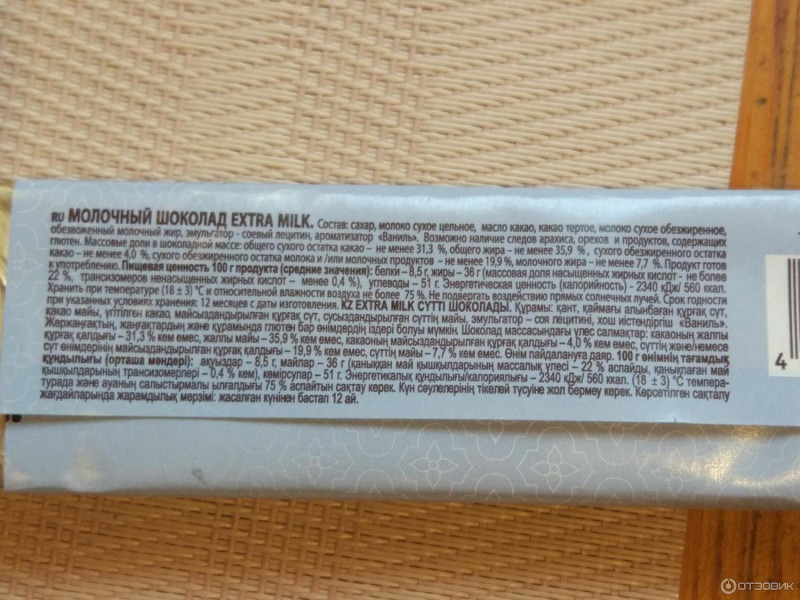 RU МОЛОЧНЫЙ ШОКОЛАД EXTRA MILK. Состав: сахар, молоко сухое цельное, масло какао, какао тертое, молоко сухое обезжиренное,
обезвоженный молочный жир, эмульгатор - соевый лецитин, ароматизатор «Ваниль». Возможно наличие следов арахиса, орехов и продуктов, содержащих
глютен. Массовые доли в шоколадной массе: общего сухого остатка какао – не менее 31,3 %, общего жира – не менее 35,9 % , сухого обезжиренного остатка
какао – не менее 4,0 %, сухого обезжиренного остатка молока и /или молочных продуктов – не менее 19,9 %, молочного жира – не менее 7,7 %. Продукт готов
к употреблению. Пищевая ценность 100 г продукта (средние значения): белки – 8,5 г, жиры – 36 г (массовая доля насыщенных жирных кислот - не более
22 %, трансизомеров ненасыщенных жирных кислот – менее 0,4 %), углеводы – 51 г. Энергетическая ценность (калорийность) - 2340 кДж/ 560 ккал.
Хранить при температуре (18 ± 3) °С и относительной влажности воздуха не более 75 %. Не подвергать воздействию прямых солнечных лучей. Срок годности
при указанных условиях хранения: 12 месяцев с даты изготовления. KZ EXTRA MILK СҮТТІ ШОКОЛАДЫ. Құрамы: қант, қаймағы алынбаған құрғақ сүт,
какао майы, үгітілген какао, майсыздандырылған құрғақ сүт, сусыздандырылған сүттің майы, эмульгатор – соя лецитині, хош иістендіргіш «Ваниль».
Жержаңғақтың, жаңғақтардың және құрамында глютен бар өнімдердің іздері болуы мүмкін. Шоколад массасындағы үлес салмақтар: какаоның жалпы
құрғақ қалдығы – 31,3 % кем емес, жалпы майы – 35,9 % кем емес, какаоның майсыздандырылған құрғақ қалдығы – 4,0 % кем емес, сүттің және/немесе
сүт өнімдерінің майсыздандырылған құрғақ қалдығы – 19,9 % кем емес, сүттің майы – 7,7 % кем емес. Өнім пайдалануға даяр. 100 г өнімнің тағамдық
құндылығы (орташа мәндері): ақуыздар – 8,5 г, майлар – 36 г (қаныққан май қышқылдарының массалық үлесі – 22 % аспайды, қанықпаған май
қышқылдарының трансизомерлері – 0,4 % кем), көмірсулар – 51 г. Энергетикалық құндылығы/калориялығы – 2340 кДж/ 560 ккал. (18 ± 3) °С темпера-
турада және ауаның салыстырмалы ылғалдығы 75 % аспайтын сақтау керек. Күн сәулелерінің тікелей түсуіне жол бермеу керек. Көрсетілген сақталу
жағдайларында жарамдылық мерзімі: жасалған күнінен бастап 12 ай.
4
ОТЗОВИК